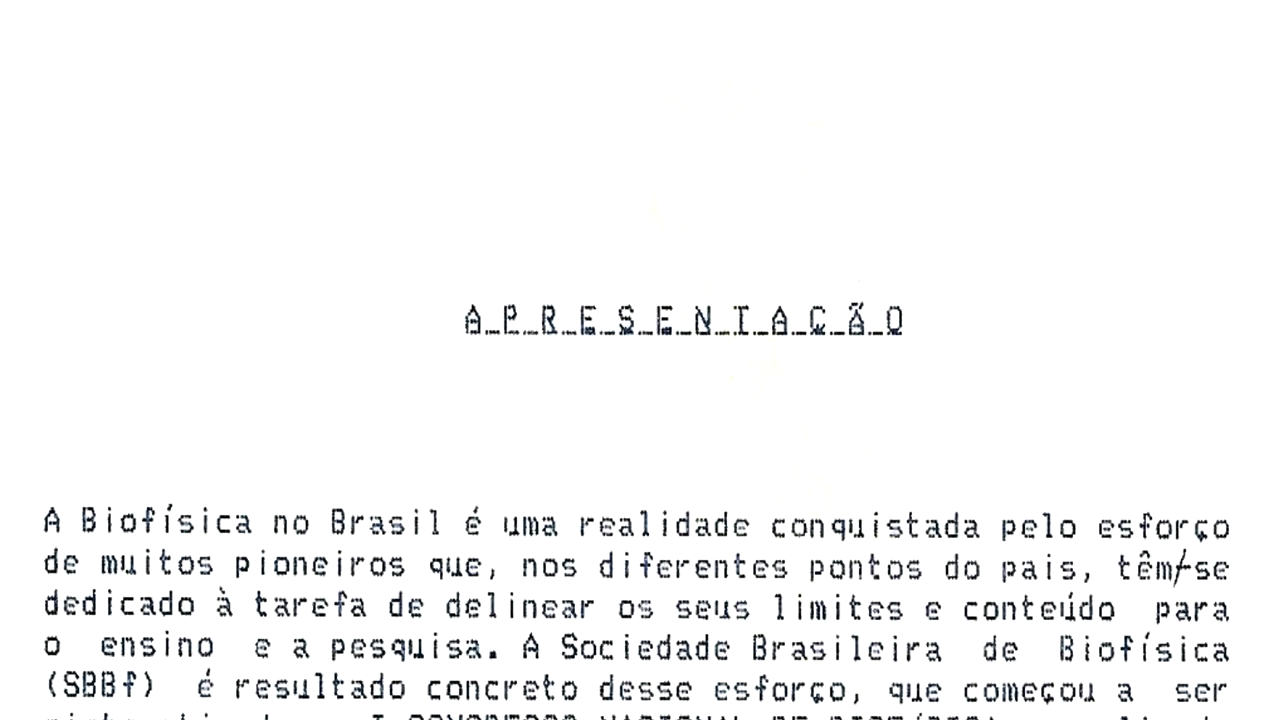 APRESENTAÇÃO
A Biofísica no Brasil é uma realidade conquistada pelo esforço
de muitos pioneiros que, nos diferentes pontos do pais, têm-se
dedicado à tarefa de delinear os seus limites e conteúdo para
o ensino e a pesquisa. A Sociedade Brasileira de Biofísica
(SBBf) é resultado concreto desse esforço, que começou a ser